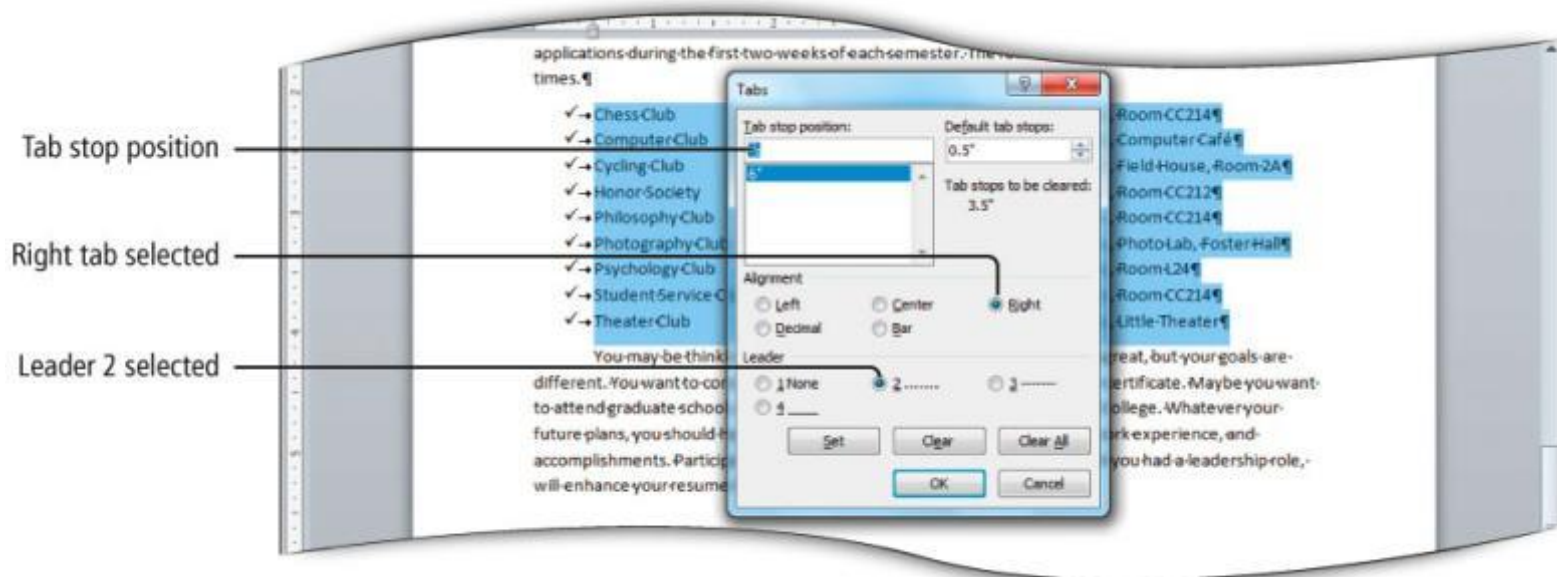 applications·during·the·first·two·weeks·of·each·semester.·The
times.¶
Tabs
Tab stop position:
Default tab stops:
0.5"
6"
Tab stops to be cleared:
3.5"
Alignment
Left
Center
Right
Decimal
Bar
Leader
1 None
2 .......
3 -------
4 ____
Set
Clear
Clear All
OK
Cancel
Tab stop position
Right tab selected
Leader 2 selected
✓→Chess·Club
✓→Computer·Club
✓→Cycling·Club
✓→Honor·Society
✓→Philosophy·Club
✓→Photography·Club
✓→Psychology·Club
✓→Student·Service·C
✓→Theater·Club
,·Room·CC214¶
,·Computer·Café¶
,·Field·House,·Room·2A¶
,·Room·CC212¶
,·Room·CC214¶
,·Photo·Lab,·Foster·Hall¶
,·Room·L24¶
,·Room·CC214¶
,·Little·Theater¶
You·may·be·think reat,·but·your·goals·are·
different.·You·want·to·co ertificate.·Maybe·you·want·
to·attend·graduate·schoo ollege.·Whatever·your·
future·plans,·you·should· rk·experience,·and·
accomplishments.·Partici you·had·a·leadership·role,·
will·enhance·your·resume